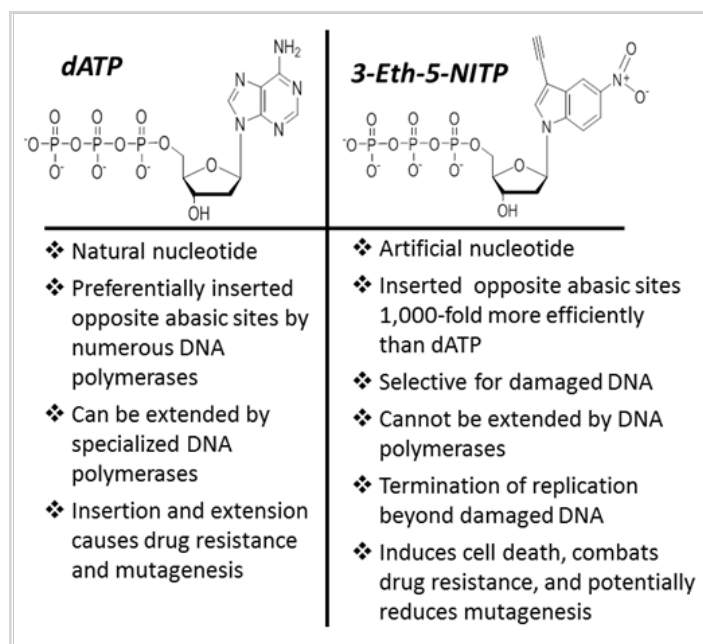 dATP
NH2
N
N
N
N
-O-P-O-P-O-P-O
O
O
O
O-
O-
O-
O
OH
3-Eth-5-NITP
O
N+
O-
N
-O-P-O-P-O-P-O
O
O
O
O-
O-
O-
O
OH
❖ Natural nucleotide
❖ Preferentially inserted
opposite abasic sites by
numerous DNA
polymerases
❖ Can be extended by
specialized DNA
polymerases
❖ Insertion and extension
causes drug resistance
and mutagenesis
❖ Artificial nucleotide
❖ Inserted opposite abasic sites
1,000-fold more efficiently
than dATP
❖ Selective for damaged DNA
❖ Cannot be extended by DNA
polymerases
❖ Termination of replication
beyond damaged DNA
❖ Induces cell death, combats
drug resistance, and potentially
reduces mutagenesis